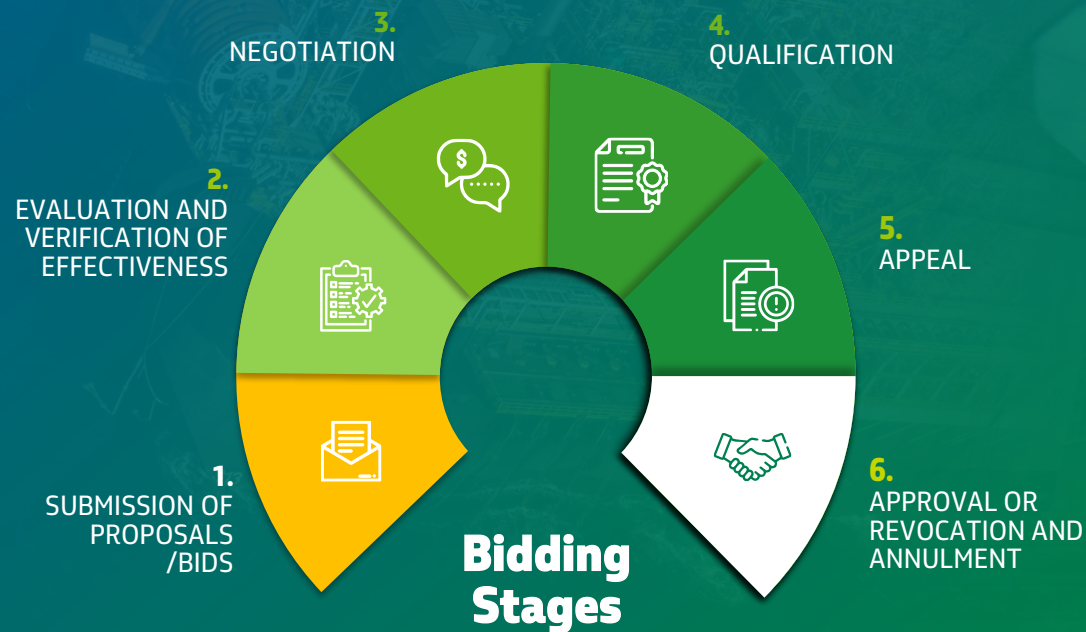 1.
SUBMISSION OF
PROPOSALS
/BIDS
2.
EVALUATION AND
VERIFICATION OF
EFFECTIVENESS
3.
NEGOTIATION
$
4.
QUALIFICATION
5.
APPEAL
6.
APPROVAL OR
REVOCATION AND
ANNULMENT
Bidding
Stages